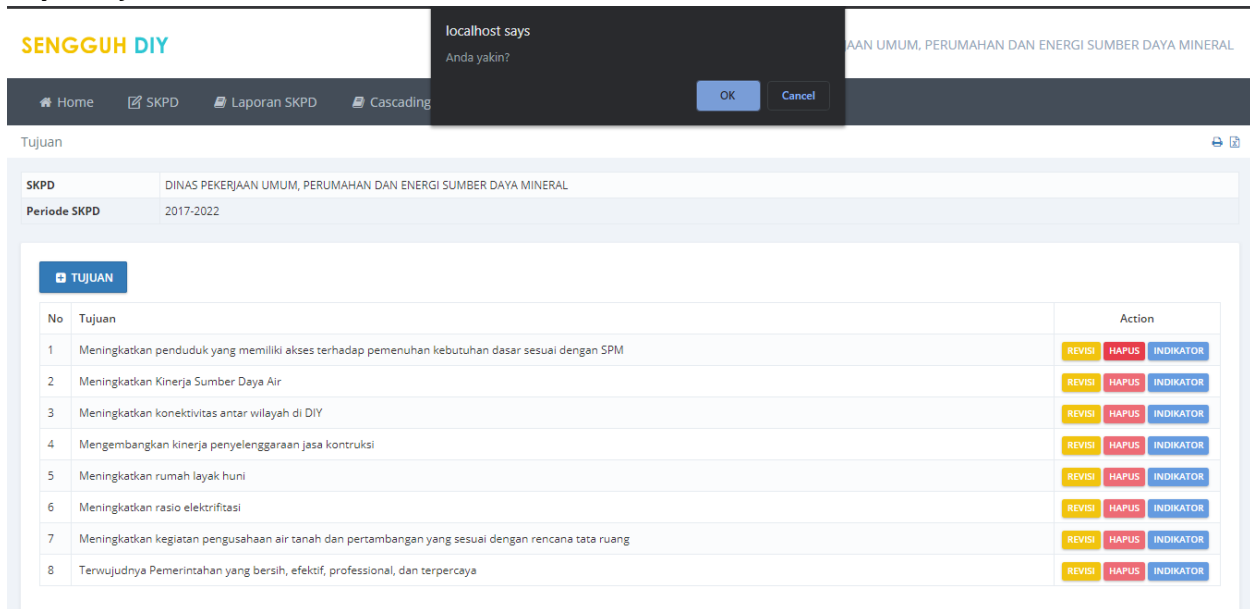 localhost says
Anda yakin?
OK Cancel
SENGGUH DIY
AAN UMUM, PERUMAHAN DAN ENERGI SUMBER DAYA MINERAL
Home SKPD Laporan SKPD Cascading
Tujuan
SKPD DINAS PEKERJAAN UMUM, PERUMAHAN DAN ENERGI SUMBER DAYA MINERAL
Periode SKPD 2017-2022
TUJUAN
No Tujuan Action
1 Meningkatkan penduduk yang memiliki akses terhadap pemenuhan kebutuhan dasar sesuai dengan SPM REVISI HAPUS INDIKATOR
2 Meningkatkan Kinerja Sumber Daya Air REVISI HAPUS INDIKATOR
3 Meningkatkan konektivitas antar wilayah di DIY REVISI HAPUS INDIKATOR
4 Mengembangkan kinerja penyelenggaraan jasa kontruksi REVISI HAPUS INDIKATOR
5 Meningkatkan rumah layak huni REVISI HAPUS INDIKATOR
6 Meningkatkan rasio elektrifitasi REVISI HAPUS INDIKATOR
7 Meningkatkan kegiatan pengusahaan air tanah dan pertambangan yang sesuai dengan rencana tata ruang REVISI HAPUS INDIKATOR
8 Terwujudnya Pemerintahan yang bersih, efektif, professional, dan terpercaya REVISI HAPUS INDIKATOR